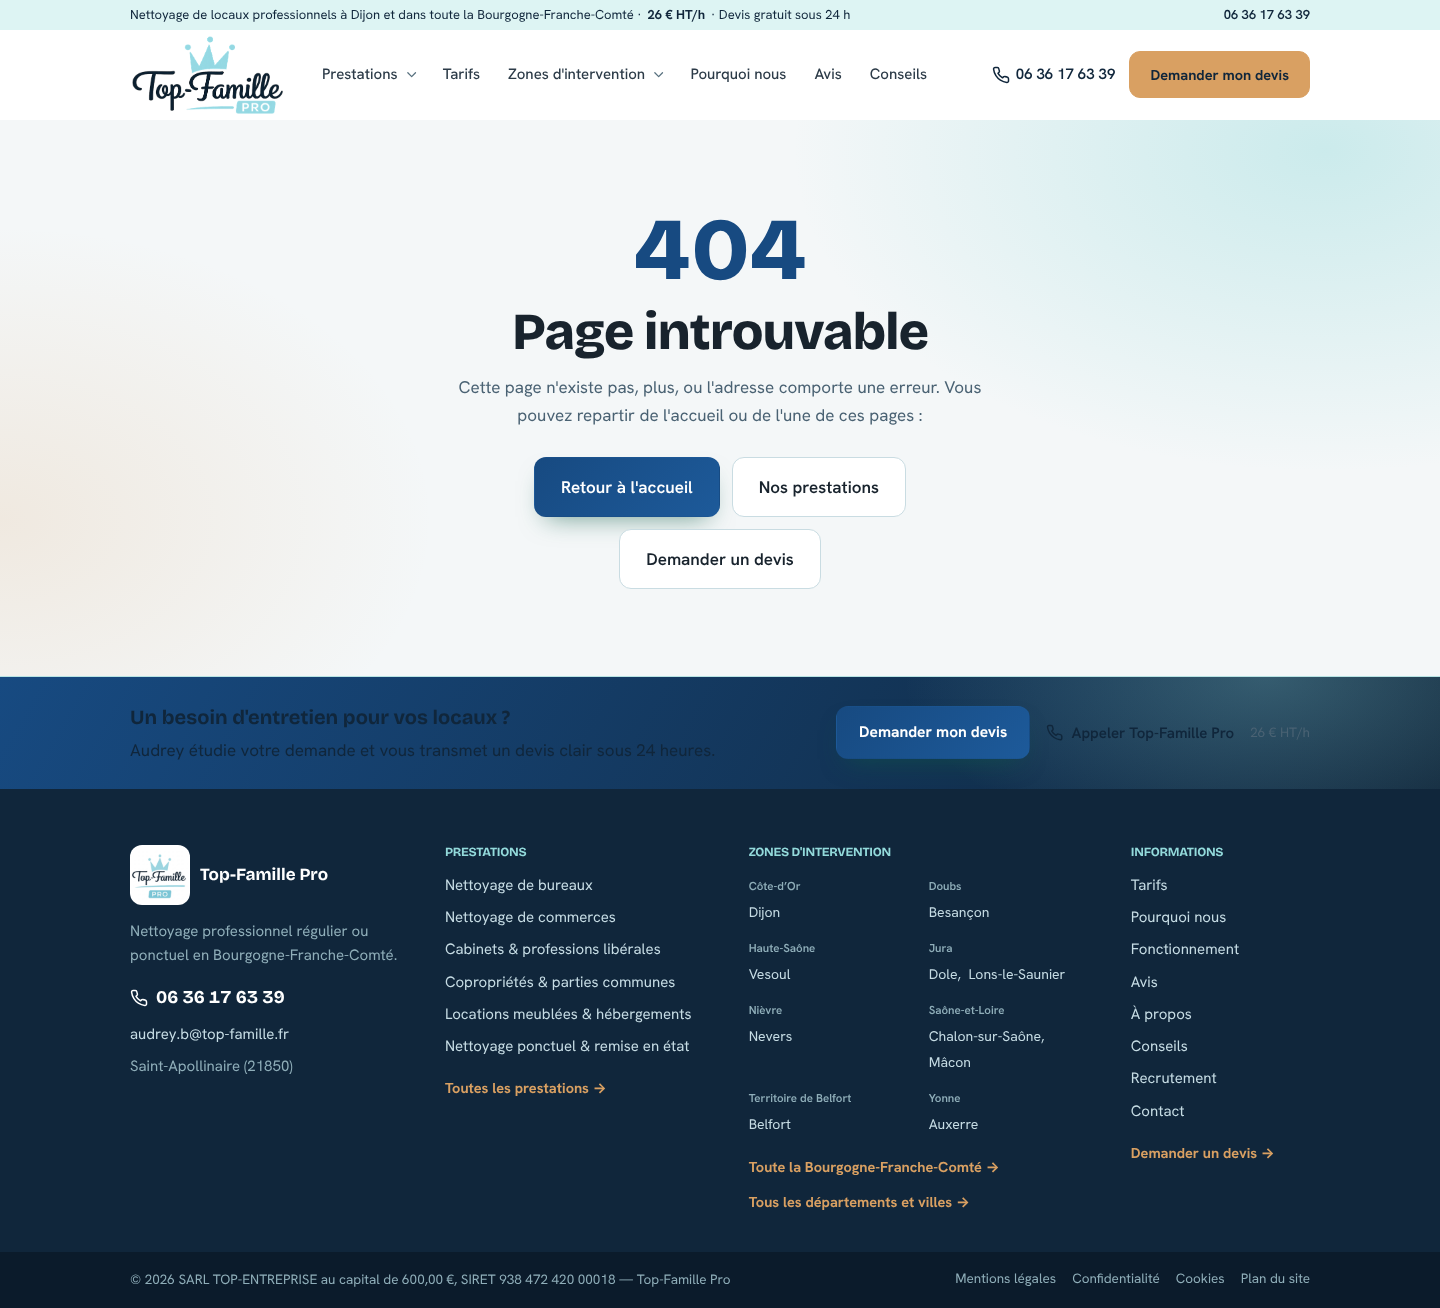 Nettoyage de locaux professionnels à Dijon et dans toute la Bourgogne-Franche-Comté · 26 € HT/h · Devis gratuit sous 24 h
06 36 17 63 39
Top-Famille
PRO
Prestations
Tarifs
Zones d'intervention
Pourquoi nous
Avis
Conseils
06 36 17 63 39
Demander mon devis
404
Page introuvable
Cette page n'existe pas, plus, ou l'adresse comporte une erreur. Vous
pouvez repartir de l'accueil ou de l'une de ces pages :
Retour à l'accueil
Nos prestations
Demander un devis
Un besoin d'entretien pour vos locaux ?
Audrey étudie votre demande et vous transmet un devis clair sous 24 heures.
Demander mon devis
Appeler Top-Famille Pro
26 € HT/h
Top-Famille
PRO
Top-Famille Pro
Nettoyage professionnel régulier ou
ponctuel en Bourgogne-Franche-Comté.
06 36 17 63 39
audrey.b@top-famille.fr
Saint-Apollinaire (21850)
PRESTATIONS
Nettoyage de bureaux
Nettoyage de commerces
Cabinets & professions libérales
Copropriétés & parties communes
Locations meublées & hébergements
Nettoyage ponctuel & remise en état
Toutes les prestations →
ZONES D'INTERVENTION
Côte-d’Or
Dijon
Doubs
Besançon
Haute-Saône
Vesoul
Jura
Dole, Lons-le-Saunier
Nièvre
Nevers
Saône-et-Loire
Chalon-sur-Saône,
Mâcon
Territoire de Belfort
Belfort
Yonne
Auxerre
Toute la Bourgogne-Franche-Comté →
Tous les départements et villes →
INFORMATIONS
Tarifs
Pourquoi nous
Fonctionnement
Avis
À propos
Conseils
Recrutement
Contact
Demander un devis →
© 2026 SARL TOP-ENTREPRISE au capital de 600,00 €, SIRET 938 472 420 00018 — Top-Famille Pro
Mentions légales
Confidentialité
Cookies
Plan du site